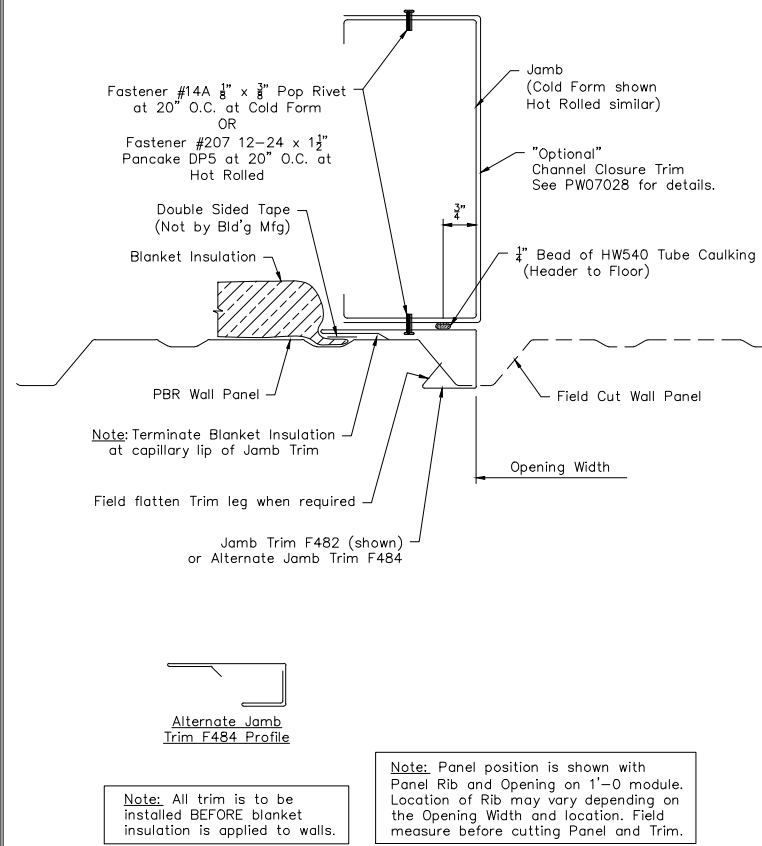 Fastener #14A 1/8" x 3/8" Pop Rivet
at 20" O.C. at Cold Form
OR
Fastener #207 12-24 x 1 1/2"
Pancake DP5 at 20" O.C. at
Hot Rolled
Jamb
(Cold Form shown
Hot Rolled similar)
"Optional"
Channel Closure Trim
See PW07028 for details.
Double Sided Tape
(Not by Bld'g Mfg)
3/4"
Blanket Insulation
1/4" Bead of HW540 Tube Caulking
(Header to Floor)
PBR Wall Panel
Field Cut Wall Panel
Note: Terminate Blanket Insulation
at capillary lip of Jamb Trim
Opening Width
Field flatten Trim leg when required
Jamb Trim F482 (shown)
or Alternate Jamb Trim F484
Alternate Jamb
Trim F484 Profile
Note: All trim is to be
installed BEFORE blanket
insulation is applied to walls.
Note: Panel position is shown with
Panel Rib and Opening on 1'-0 module.
Location of Rib may vary depending on
the Opening Width and location. Field
measure before cutting Panel and Trim.